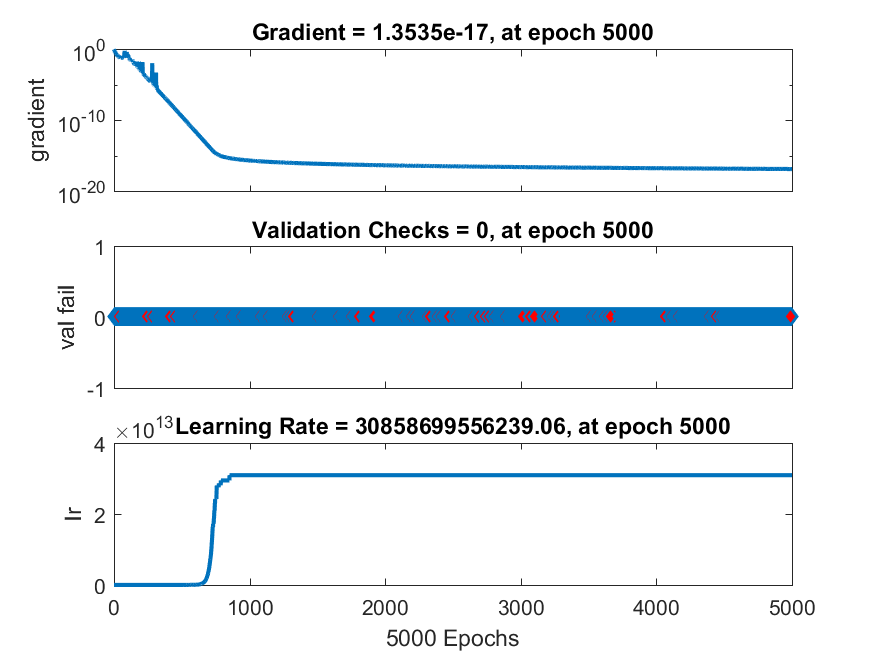 Gradient = 1.3535e-17, at epoch 5000
10^0
10^-10
10^-20
gradient
Validation Checks = 0, at epoch 5000
1
0
-1
val fail
×10^13 Learning Rate = 30858699556239.06, at epoch 5000
4
2
0
lr
0 1000 2000 3000 4000 5000
5000 Epochs